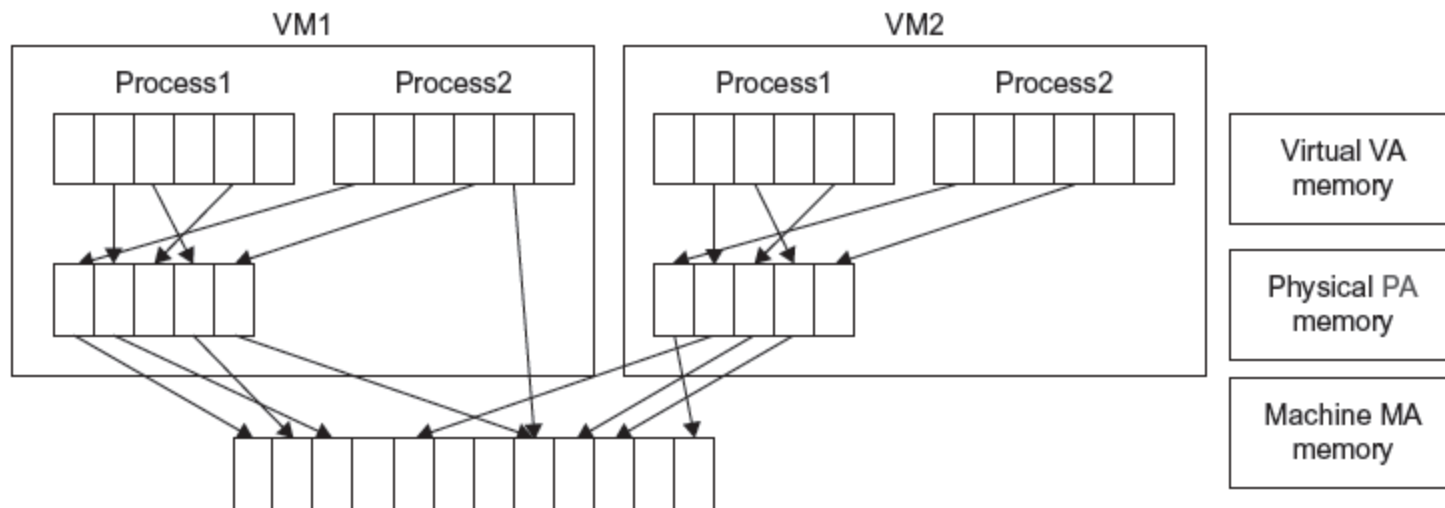 VM1
VM2
Process1
Process2
Process1
Process2
Virtual VA
memory
Physical PA
memory
Machine MA
memory